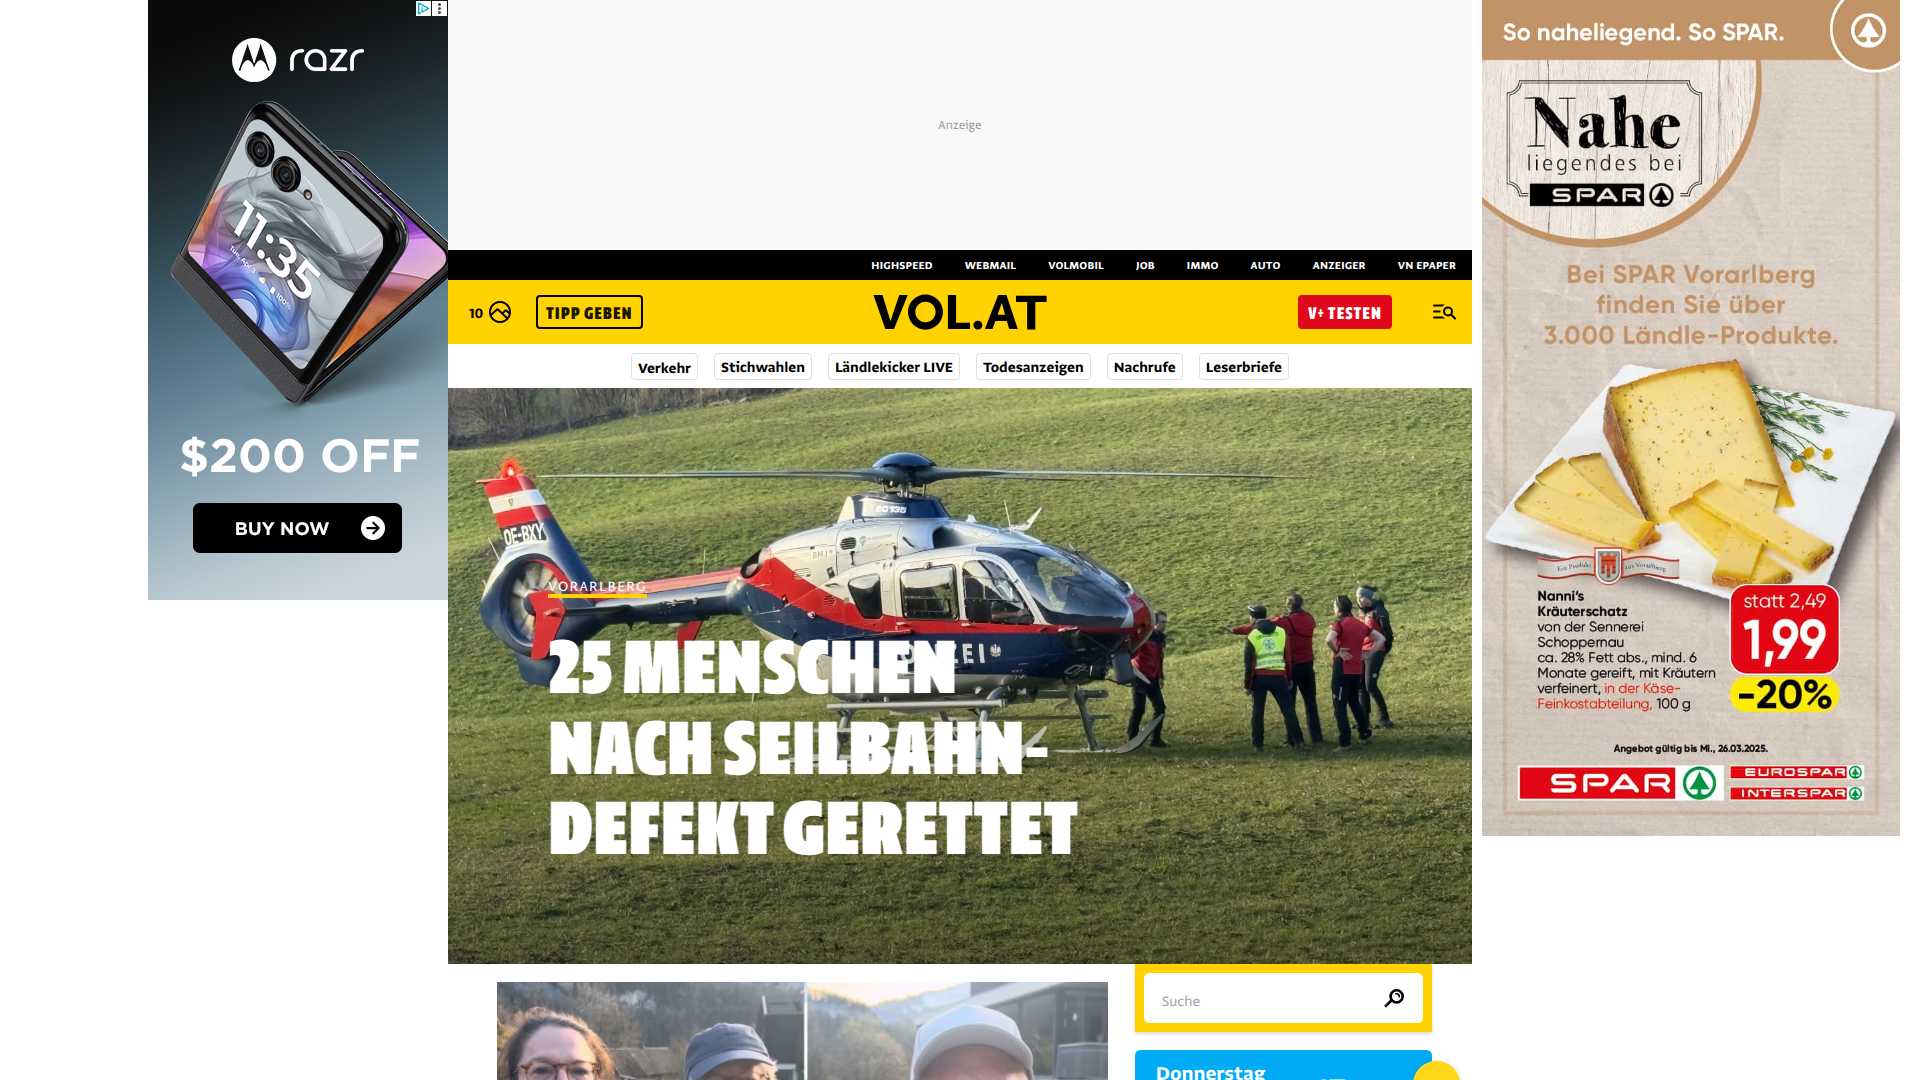 razr
11:35
100%
$200 OFF
BUY NOW
Anzeige
HIGHSPEED WEBMAIL VOLMOBIL JOB IMMO AUTO ANZEIGER VN EPAPER
10 TIPP GEBEN VOL.AT V+ TESTEN
Verkehr Stichwahlen Ländlekicker LIVE Todesanzeigen Nachrufe Leserbriefe
OE-BXY
VORARLBERG
25 MENSCHEN
NACH SEILBAHN-
DEFEKT GERETTET
Suche
Donnerstag
So naheliegend. So SPAR.
Nahe
liegendes bei
SPAR
Bei SPAR Vorarlberg
finden Sie über
3.000 Ländle-Produkte.
Ein Produkt aus Vorarlberg
Nanni's
Kräuterschatz
von der Sennerei
Schoppernau
ca. 28% Fett abs., mind. 6
Monate gereift, mit Kräutern
verfeinert, in der Käse-
Feinkostabteilung, 100 g
statt 2,49
1,99
-20%
Angebot gültig bis Mi., 26.03.2025.
SPAR
EUROSPAR
INTERSPAR